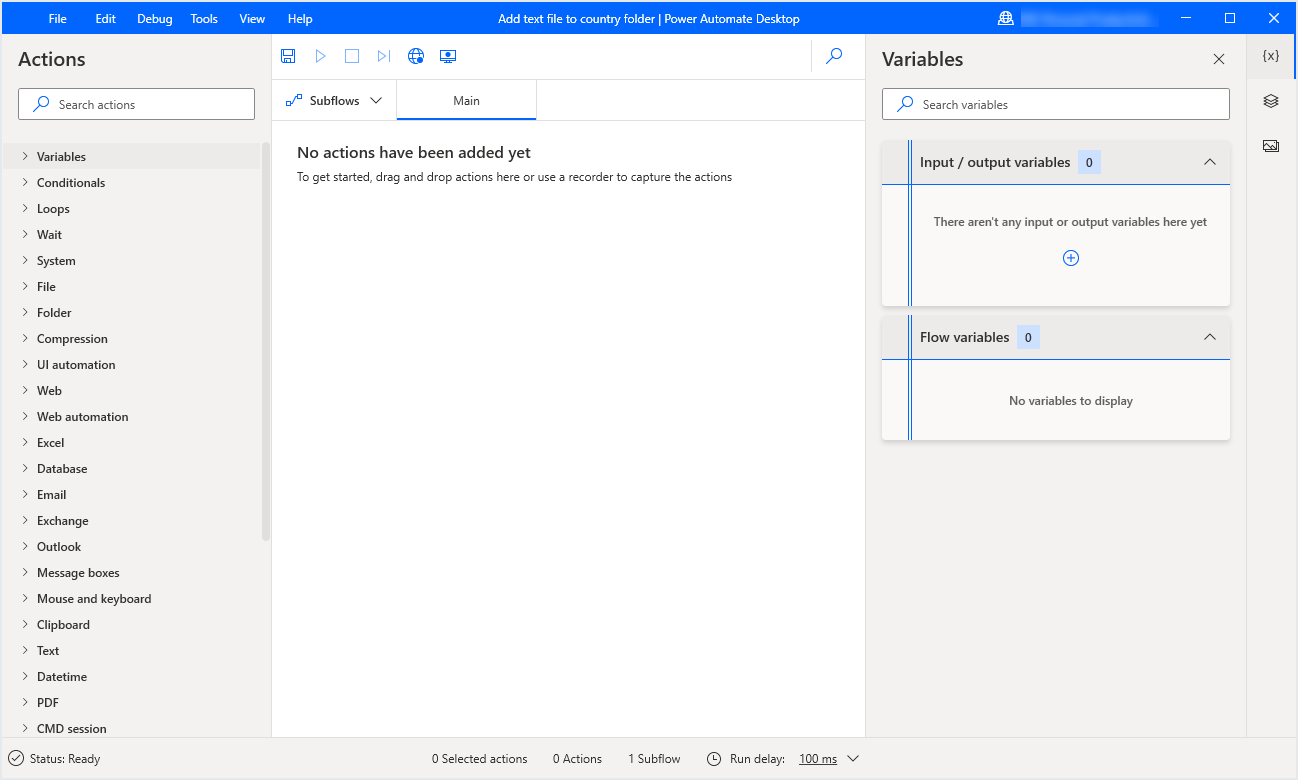 File Edit Debug Tools View Help Add text file to country folder | Power Automate Desktop
Actions
Search actions
Variables
Conditionals
Loops
Wait
System
File
Folder
Compression
UI automation
Web
Web automation
Excel
Database
Email
Exchange
Outlook
Message boxes
Mouse and keyboard
Clipboard
Text
Datetime
PDF
CMD session
Subflows Main
No actions have been added yet
To get started, drag and drop actions here or use a recorder to capture the actions
Variables
{x}
Search variables
Input / output variables 0
There aren't any input or output variables here yet
Flow variables 0
No variables to display
Status: Ready 0 Selected actions 0 Actions 1 Subflow Run delay: 100 ms